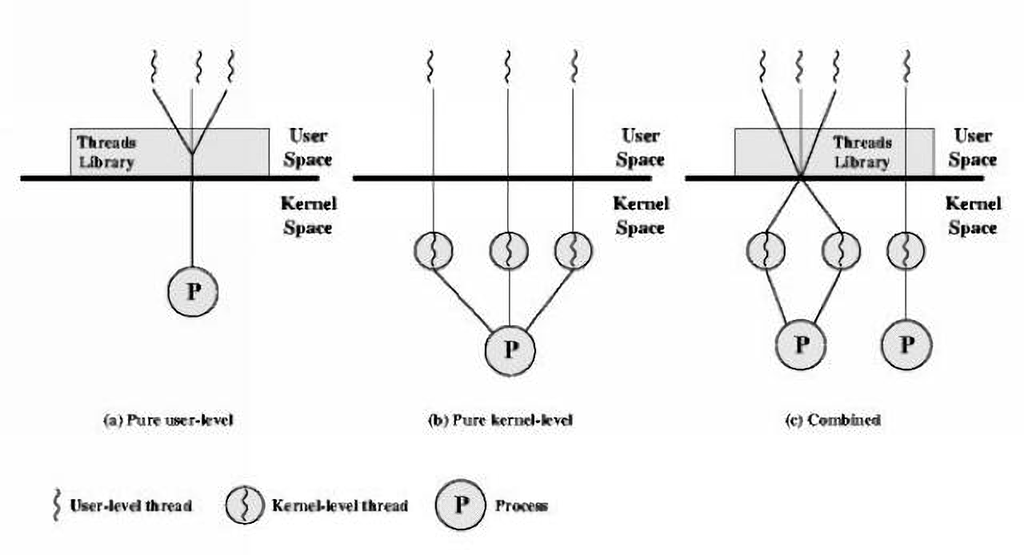 Threads
Library
User
Space
Kernel
Space
P
(a) Pure user-level
User
Space
Kernel
Space
P
(b) Pure kernel-level
Threads
Library
User
Space
Kernel
Space
P
P
(c) Combined
User-level thread
Kernel-level thread
P
Process